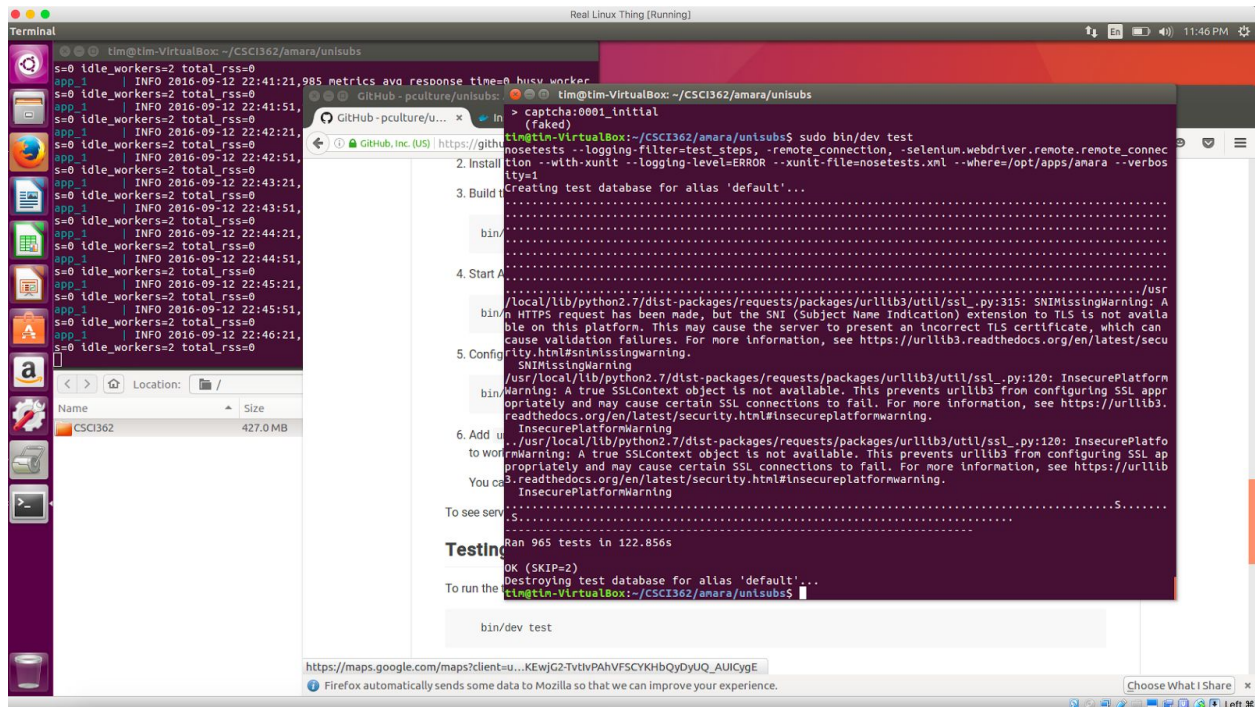 Real Linux Thing [Running]
Terminal
En
11:46 PM
tim@tim-VirtualBox: ~/CSCI362/amara/unisubs
s=0 idle_workers=2 total_rss=0
app_1 | INFO 2016-09-12 22:41:21,985 metrics avg_response_time=0 busy_worker
s=0 idle_workers=2 total_rss=0
app_1 | INFO 2016-09-12 22:41:51,
s=0 idle_workers=2 total_rss=0
app_1 | INFO 2016-09-12 22:42:21,
s=0 idle_workers=2 total_rss=0
app_1 | INFO 2016-09-12 22:42:51,
s=0 idle_workers=2 total_rss=0
app_1 | INFO 2016-09-12 22:43:21,
s=0 idle_workers=2 total_rss=0
app_1 | INFO 2016-09-12 22:43:51,
s=0 idle_workers=2 total_rss=0
app_1 | INFO 2016-09-12 22:44:21,
s=0 idle_workers=2 total_rss=0
app_1 | INFO 2016-09-12 22:44:51,
s=0 idle_workers=2 total_rss=0
app_1 | INFO 2016-09-12 22:45:21,
s=0 idle_workers=2 total_rss=0
app_1 | INFO 2016-09-12 22:45:51,
s=0 idle_workers=2 total_rss=0
app_1 | INFO 2016-09-12 22:46:21,
s=0 idle_workers=2 total_rss=0
Location: /
Name Size
CSCI362 427.0 MB
GitHub - pculture/unisubs:
GitHub - pculture/u... × In
GitHub, Inc. (US) https://githu
2. Install
3. Build t
bin/
4. Start A
bin/
5. Config
bin/
6. Add u
to wor
You ca
To see serv
Testing
To run the t
bin/dev test
tim@tim-VirtualBox: ~/CSCI362/amara/unisubs
> captcha:0001_initial
(faked)
tim@tim-VirtualBox:~/CSCI362/amara/unisubs$ sudo bin/dev test
nosetests --logging-filter=test_steps, -remote_connection, -selenium.webdriver.remote.remote_connec
tion --with-xunit --logging-level=ERROR --xunit-file=nosetests.xml --where=/opt/apps/amara --verbos
ity=1
Creating test database for alias 'default'...
/usr
/local/lib/python2.7/dist-packages/requests/packages/urllib3/util/ssl_.py:315: SNIMissingWarning: A
n HTTPS request has been made, but the SNI (Subject Name Indication) extension to TLS is not availa
ble on this platform. This may cause the server to present an incorrect TLS certificate, which can
cause validation failures. For more information, see https://urllib3.readthedocs.org/en/latest/secu
rity.html#snimissingwarning.
SNIMissingWarning
/usr/local/lib/python2.7/dist-packages/requests/packages/urllib3/util/ssl_.py:120: InsecurePlatform
Warning: A true SSLContext object is not available. This prevents urllib3 from configuring SSL appr
opriately and may cause certain SSL connections to fail. For more information, see https://urllib3.
readthedocs.org/en/latest/security.html#insecureplatformwarning.
InsecurePlatformWarning
../usr/local/lib/python2.7/dist-packages/requests/packages/urllib3/util/ssl_.py:120: InsecurePlatfo
rmWarning: A true SSLContext object is not available. This prevents urllib3 from configuring SSL ap
propriately and may cause certain SSL connections to fail. For more information, see https://urllib
3.readthedocs.org/en/latest/security.html#insecureplatformwarning.
InsecurePlatformWarning
S.......
.S
Ran 965 tests in 122.856s
OK (SKIP=2)
Destroying test database for alias 'default'...
tim@tim-VirtualBox:~/CSCI362/amara/unisubs$
https://maps.google.com/maps?client=u...KEwjG2-TvtIvPAhVFSCYKHbQyDyUQ_AUICygE
Firefox automatically sends some data to Mozilla so that we can improve your experience.
Choose What I Share ×
Left ⌘